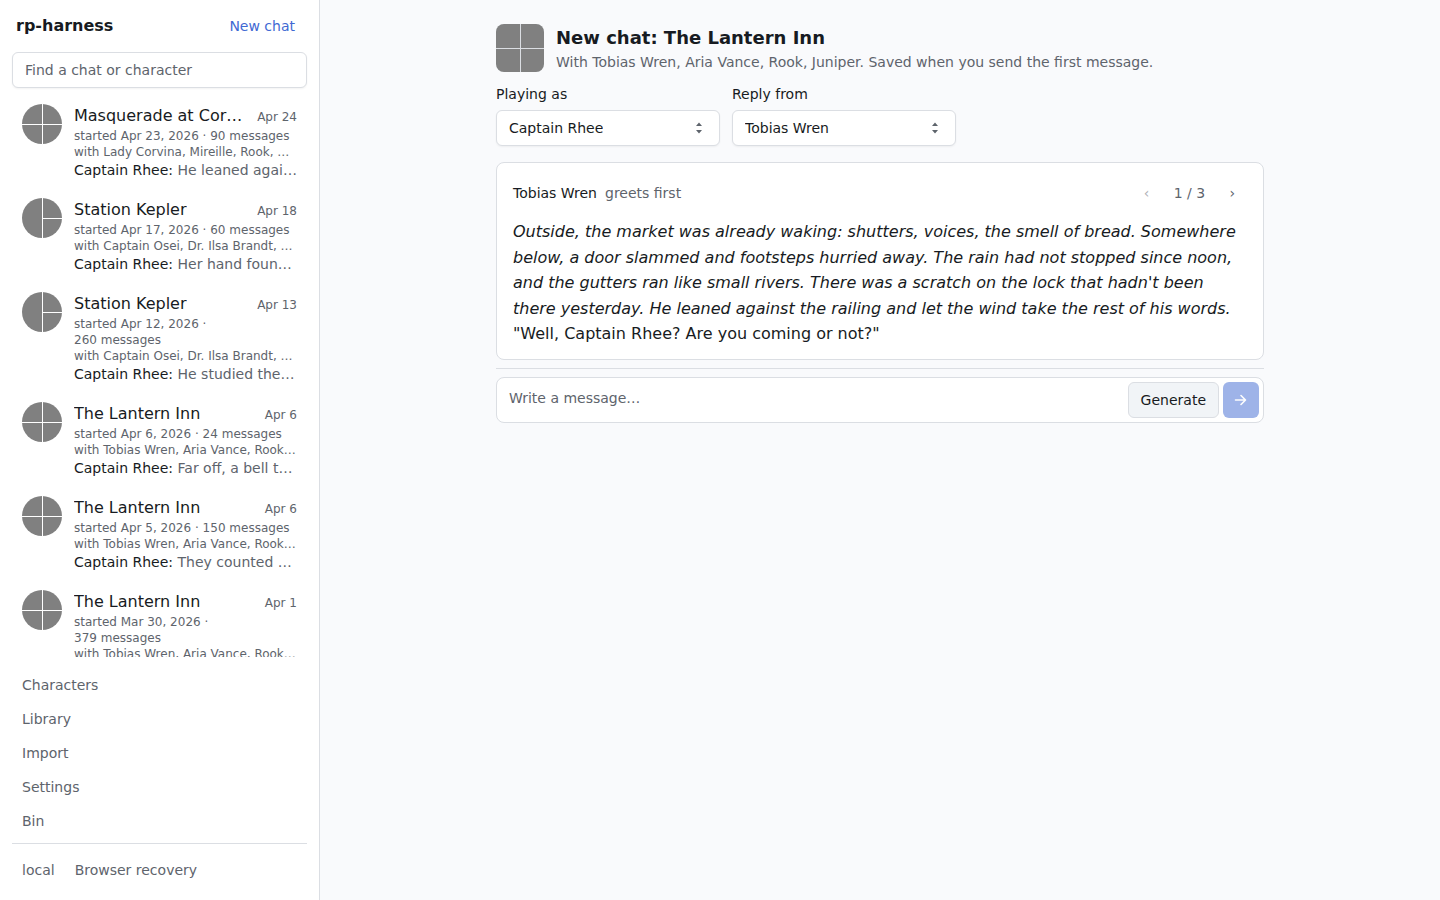 rp-harness
New chat
Find a chat or character
Masquerade at Cor…
Apr 24
started Apr 23, 2026 · 90 messages
with Lady Corvina, Mireille, Rook, …
Captain Rhee: He leaned agai…
Station Kepler
Apr 18
started Apr 17, 2026 · 60 messages
with Captain Osei, Dr. Ilsa Brandt, …
Captain Rhee: Her hand foun…
Station Kepler
Apr 13
started Apr 12, 2026 ·
260 messages
with Captain Osei, Dr. Ilsa Brandt, …
Captain Rhee: He studied the…
The Lantern Inn
Apr 6
started Apr 6, 2026 · 24 messages
with Tobias Wren, Aria Vance, Rook…
Captain Rhee: Far off, a bell t…
The Lantern Inn
Apr 6
started Apr 5, 2026 · 150 messages
with Tobias Wren, Aria Vance, Rook…
Captain Rhee: They counted …
The Lantern Inn
Apr 1
started Mar 30, 2026 ·
379 messages
with Tobias Wren, Aria Vance, Rook…
Characters
Library
Import
Settings
Bin
local
Browser recovery
New chat: The Lantern Inn
With Tobias Wren, Aria Vance, Rook, Juniper. Saved when you send the first message.
Playing as
Reply from
Captain Rhee
Tobias Wren
Tobias Wren greets first
‹ 1 / 3 ›
Outside, the market was already waking: shutters, voices, the smell of bread. Somewhere
below, a door slammed and footsteps hurried away. The rain had not stopped since noon,
and the gutters ran like small rivers. There was a scratch on the lock that hadn't been
there yesterday. He leaned against the railing and let the wind take the rest of his words.
"Well, Captain Rhee? Are you coming or not?"
Write a message…
Generate